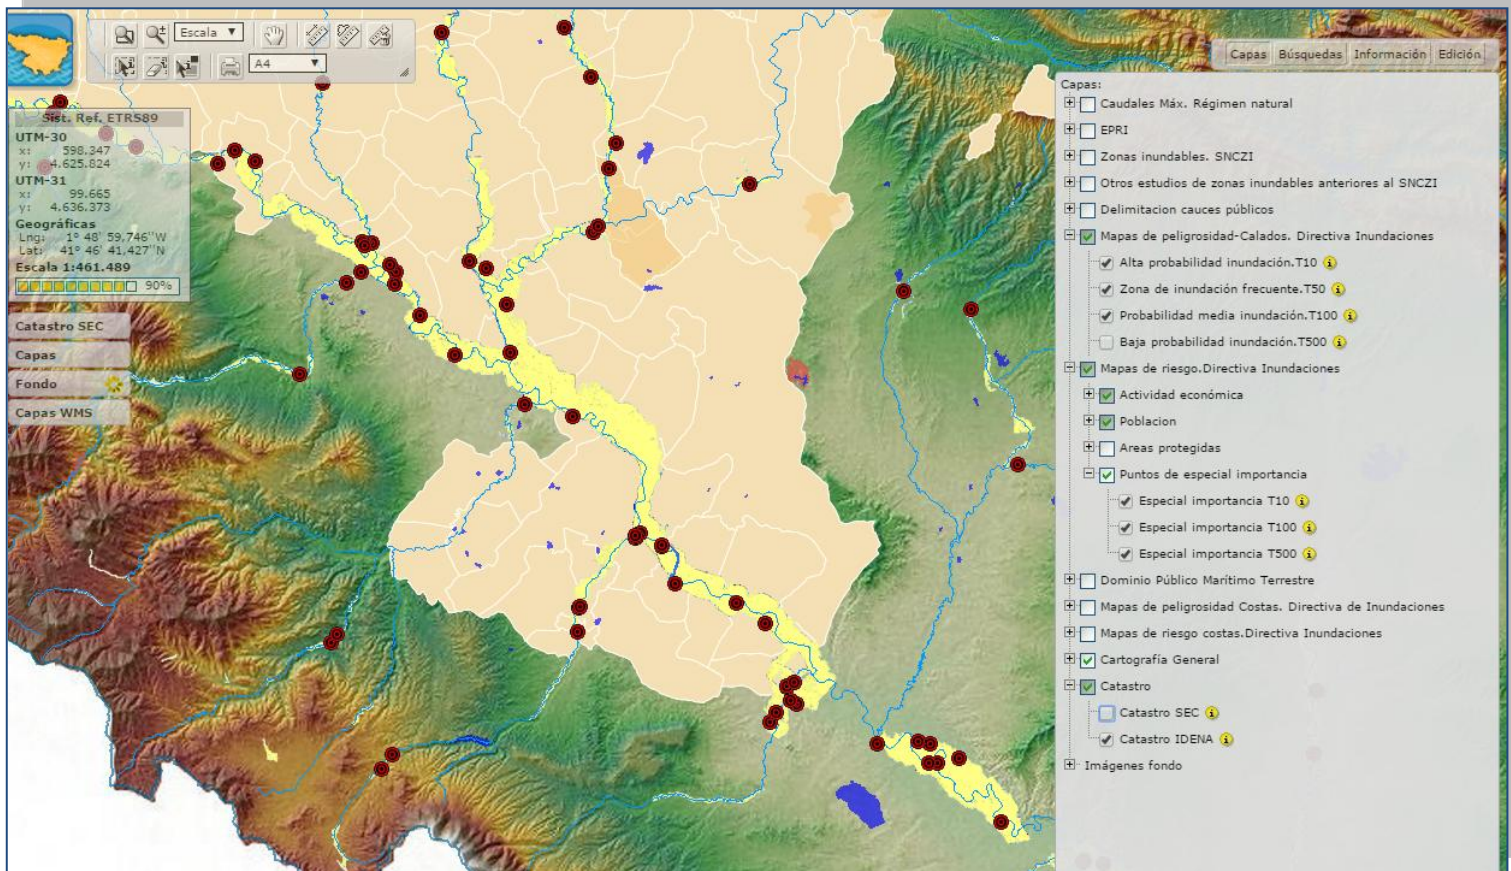 Escala
A4
Sist. Ref. ETRS89
UTM-30
x: 598.347
y: 4.625.824
UTM-31
x: 99.665
y: 4.636.373
Geográficas
Lng: 1º 48' 59,746''W
Lat: 41º 46' 41,427''N
Escala 1:461.489
90%
Catastro SEC
Capas
Fondo
Capas WMS
Capas Búsquedas Información Edición
Capas:
Caudales Máx. Régimen natural
EPRI
Zonas inundables. SNCZI
Otros estudios de zonas inundables anteriores al SNCZI
Delimitacion cauces públicos
Mapas de peligrosidad-Calados. Directiva Inundaciones
Alta probabilidad inundación.T10
Zona de inundación frecuente.T50
Probabilidad media inundación.T100
Baja probabilidad inundación.T500
Mapas de riesgo.Directiva Inundaciones
Actividad económica
Poblacion
Areas protegidas
Puntos de especial importancia
Especial importancia T10
Especial importancia T100
Especial importancia T500
Dominio Público Marítimo Terrestre
Mapas de peligrosidad Costas. Directiva de Inundaciones
Mapas de riesgo costas.Directiva Inundaciones
Cartografía General
Catastro
Catastro SEC
Catastro IDENA
Imágenes fondo